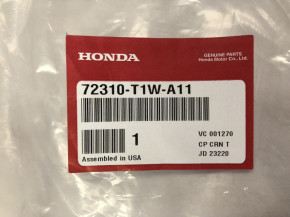 HONDA
GENUINE PARTS
Honda Motor Co., Ltd.
72310-T1W-A11
1
VC 001270
CP CRN T
Assembled in USA
JD 23220